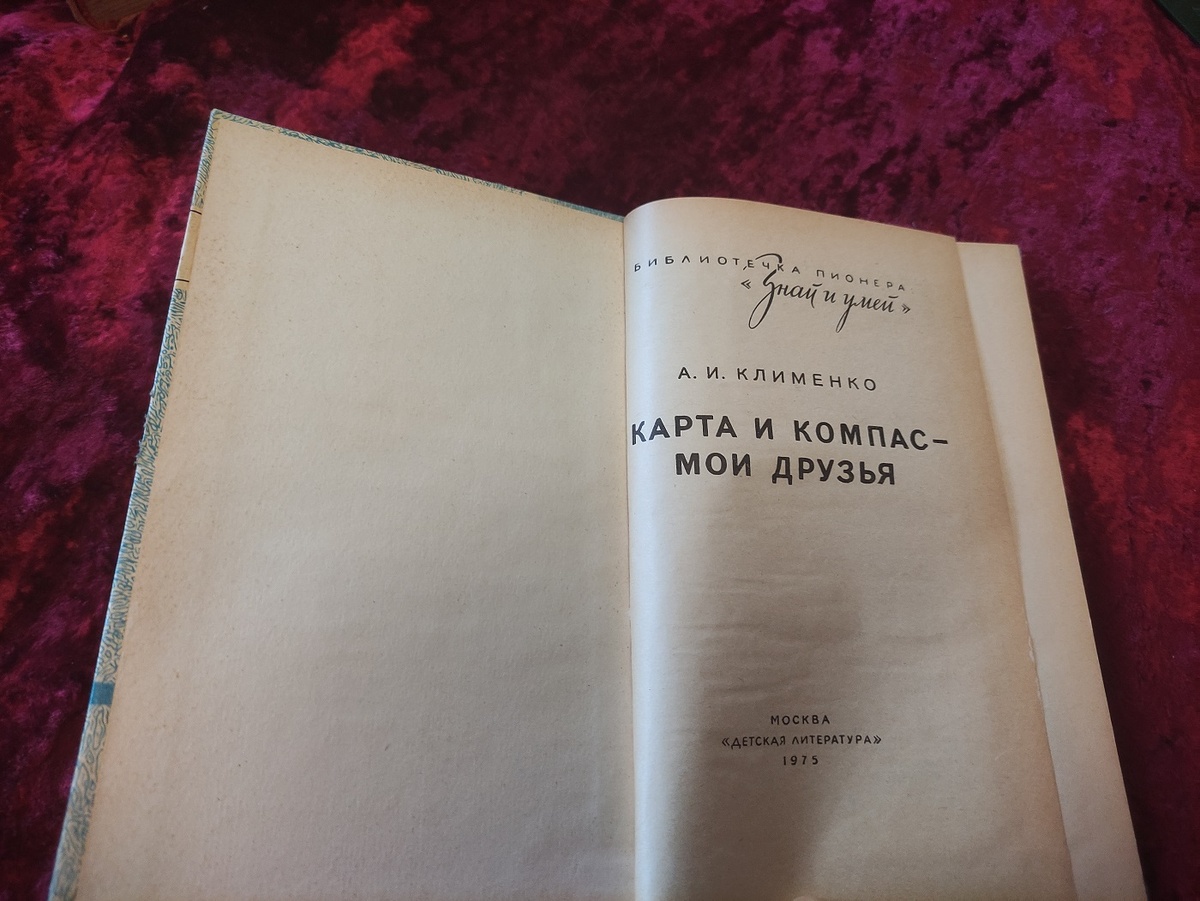 БИБЛИОТЕЧКА ПИОНЕРА
«Знай и умей»
А. И. КЛИМЕНКО
КАРТА И КОМПАС—
МОИ ДРУЗЬЯ
МОСКВА
«ДЕТСКАЯ ЛИТЕРАТУРА»
1975